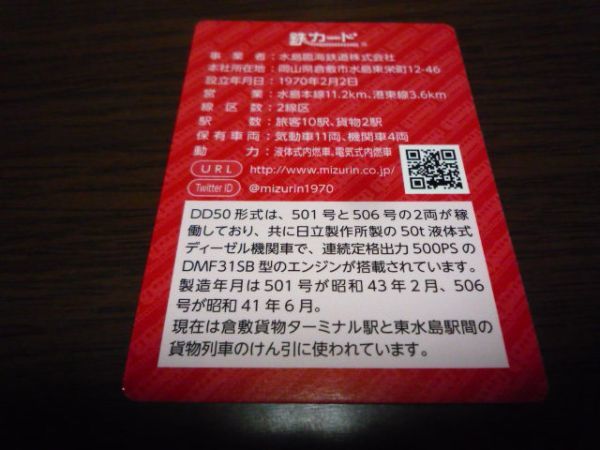 鉄カード
事業者：水島臨海鉄道株式会社
本社所在地：岡山県倉敷市水島東栄町12-46
設立年月日：1970年2月2日
営業：水島本線11.2km、港東線3.6km
線区数：2線区
駅数：旅客10駅、貨物2駅
保有車両：気動車11両、機関車4両
動力：液体式内燃車。電気式内燃車
URL http://www.mizurin.co.jp/
Twitter ID @mizurin1970
DD50形式は、501号と506号の2両が稼
働しており、共に日立製作所製の50t液体式
ディーゼル機関車で、連続定格出力500PSの
DMF31SB型のエンジンが搭載されています。
製造年月は501号が昭和43年2月、506
号が昭和41年6月。
現在は倉敷貨物ターミナル駅と東水島駅間の
貨物列車のけん引に使われています。